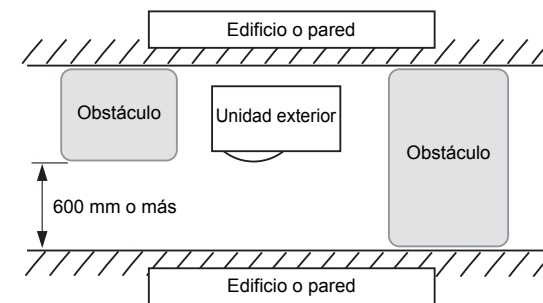 Edificio o pared
Obstáculo
Unidad exterior
Obstáculo
600 mm o más
Edificio o pared